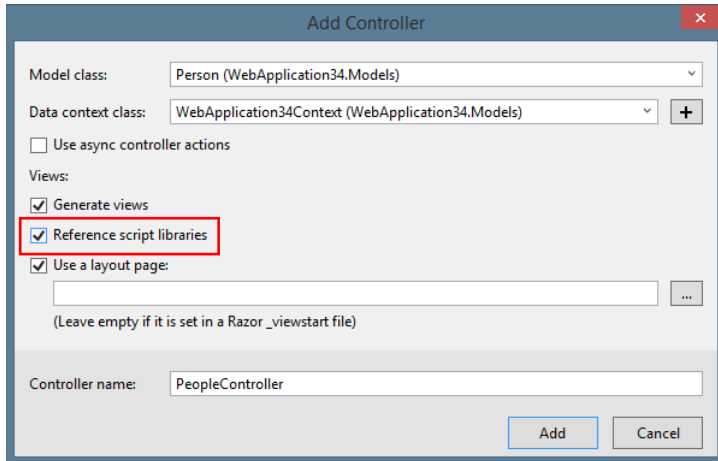 Add Controller
Model class: Person (WebApplication34.Models)
Data context class: WebApplication34Context (WebApplication34.Models) +
Use async controller actions
Views:
Generate views
Reference script libraries
Use a layout page:
...
(Leave empty if it is set in a Razor _viewstart file)
Controller name: PeopleController
Add Cancel